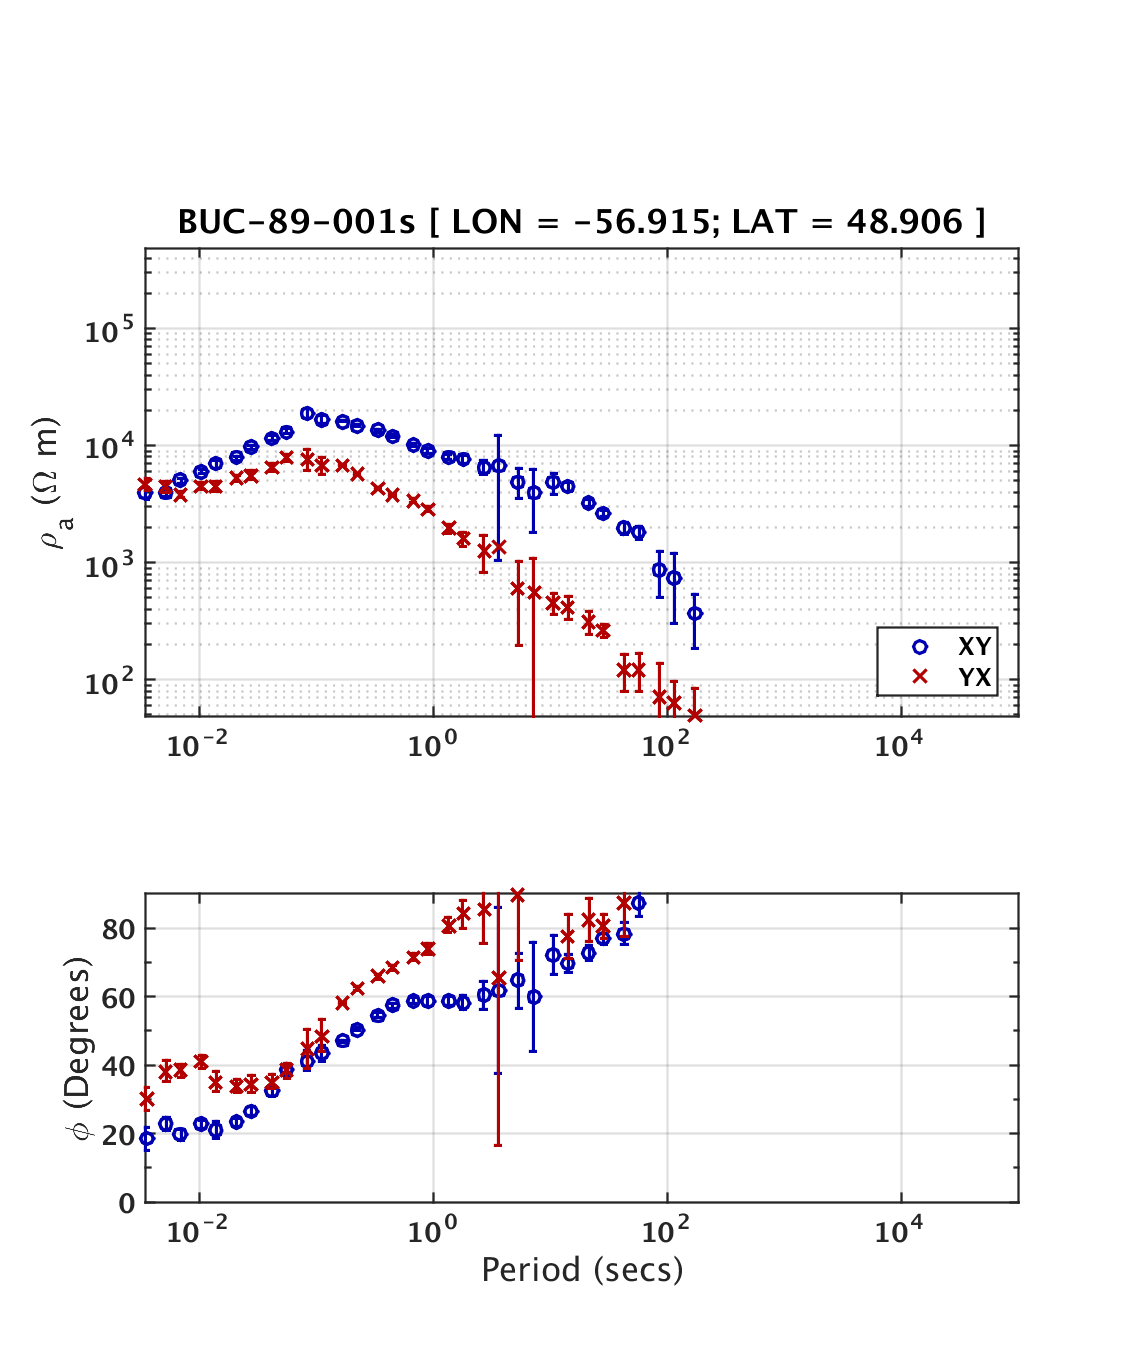 BUC-89-001s [ LON = -56.915; LAT = 48.906 ]
ρa (Ω m)
10^5
10^4
10^3
10^2
XY
YX
10^-2 10^0 10^2 10^4
ϕ (Degrees)
80
60
40
20
0
10^-2 10^0 10^2 10^4
Period (secs)